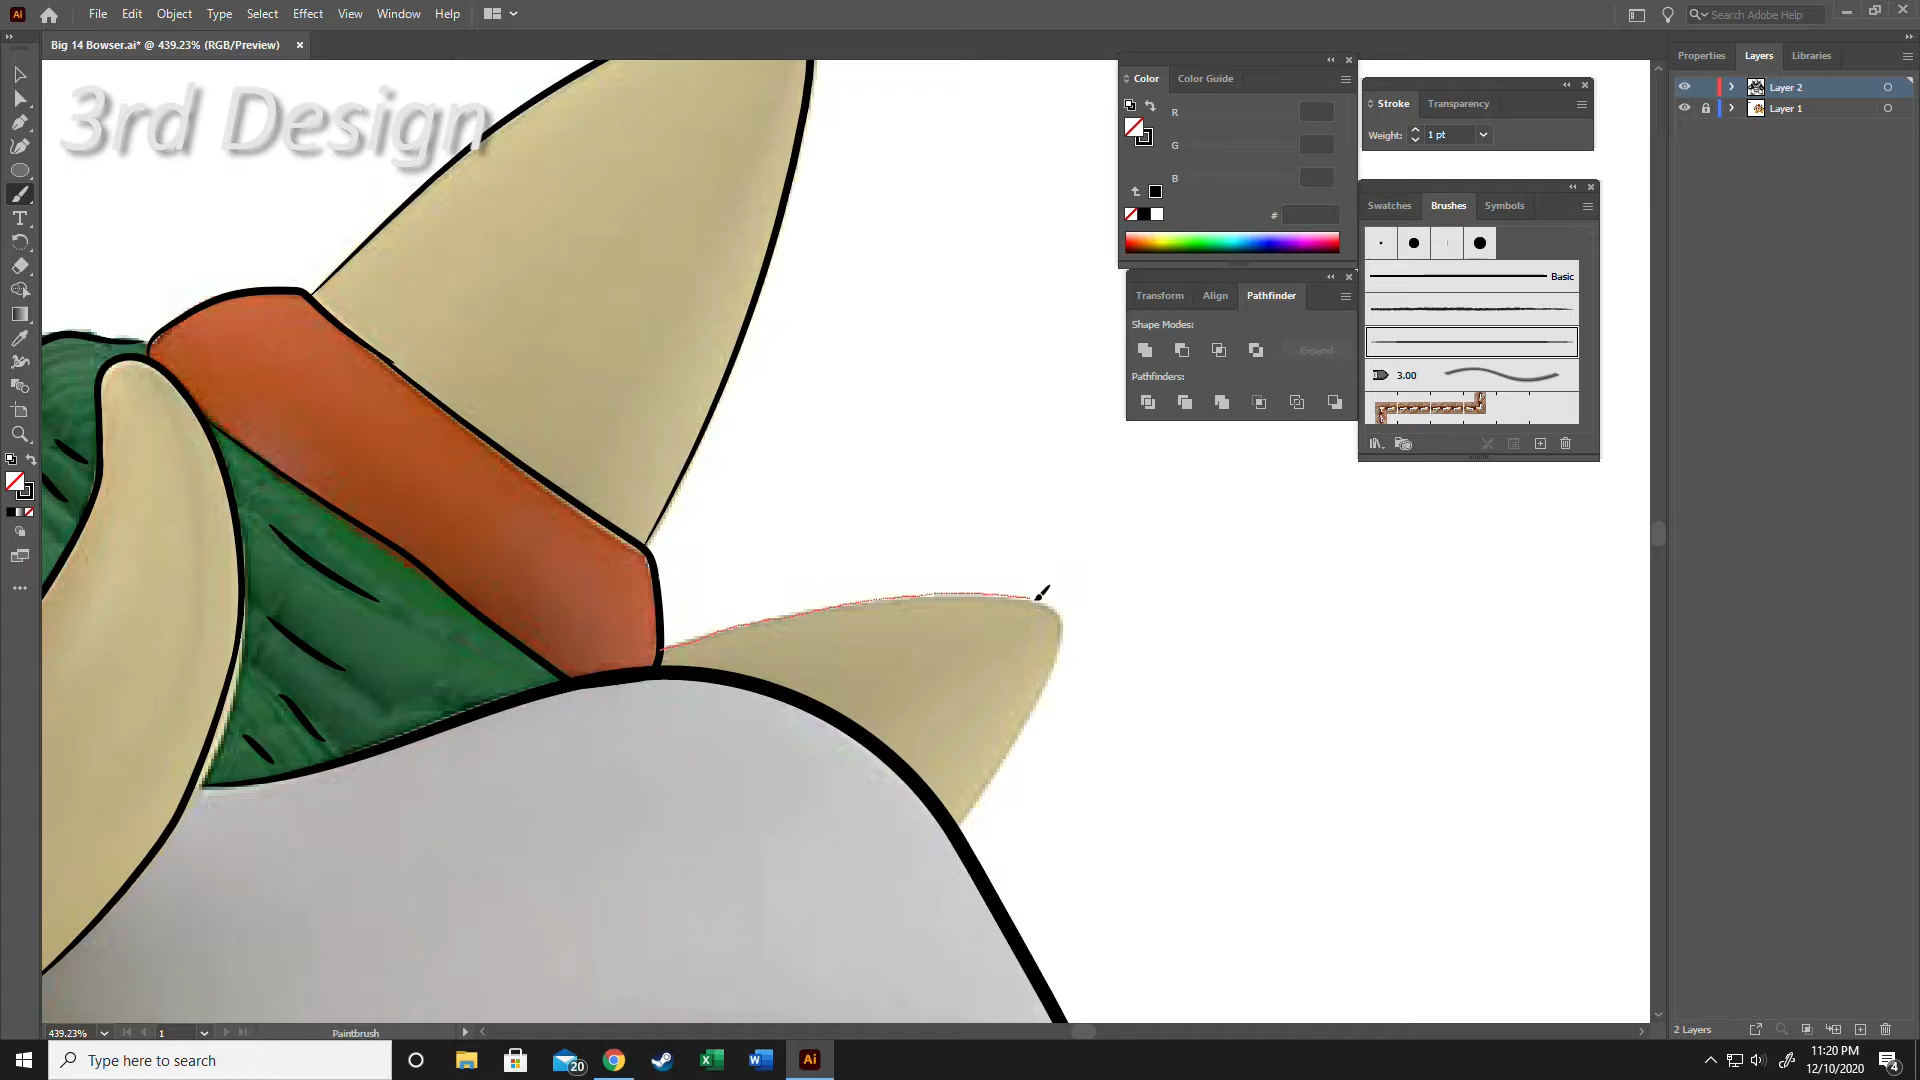 File Edit Object Type Select Effect View Window Help
Search Adobe Help
Big 14 Bowser.ai* @ 439.23% (RGB/Preview)
3rd Design
Color Color Guide
R
G
B
#
Transform Align Pathfinder
Shape Modes:
Expand
Pathfinders:
Stroke Transparency
Weight: 1 pt
Swatches Brushes Symbols
Basic
3.00
Properties Layers Libraries
Layer 2
Layer 1
2 Layers
439.23% 1 Paintbrush
Type here to search
20
Ai
11:20 PM
12/10/2020
4